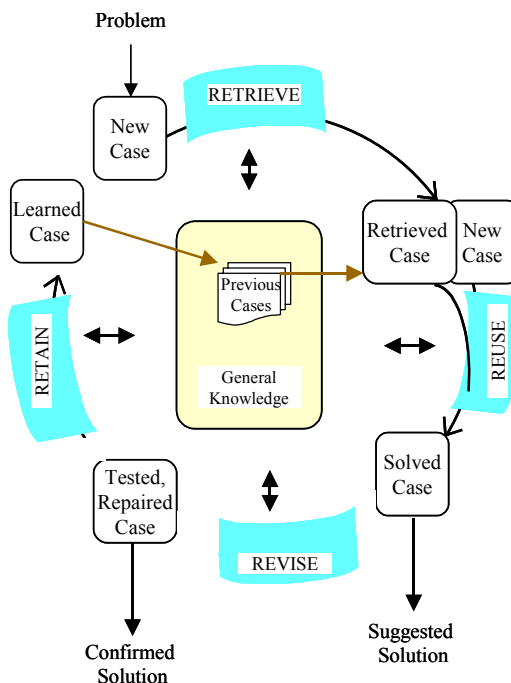 Problem
RETRIEVE
New
Case
Learned
Case
Retrieved
Case
New
Case
Previous
Cases
RETAIN
REUSE
General
Knowledge
Tested,
Repaired
Case
Solved
Case
REVISE
Confirmed
Solution
Suggested
Solution